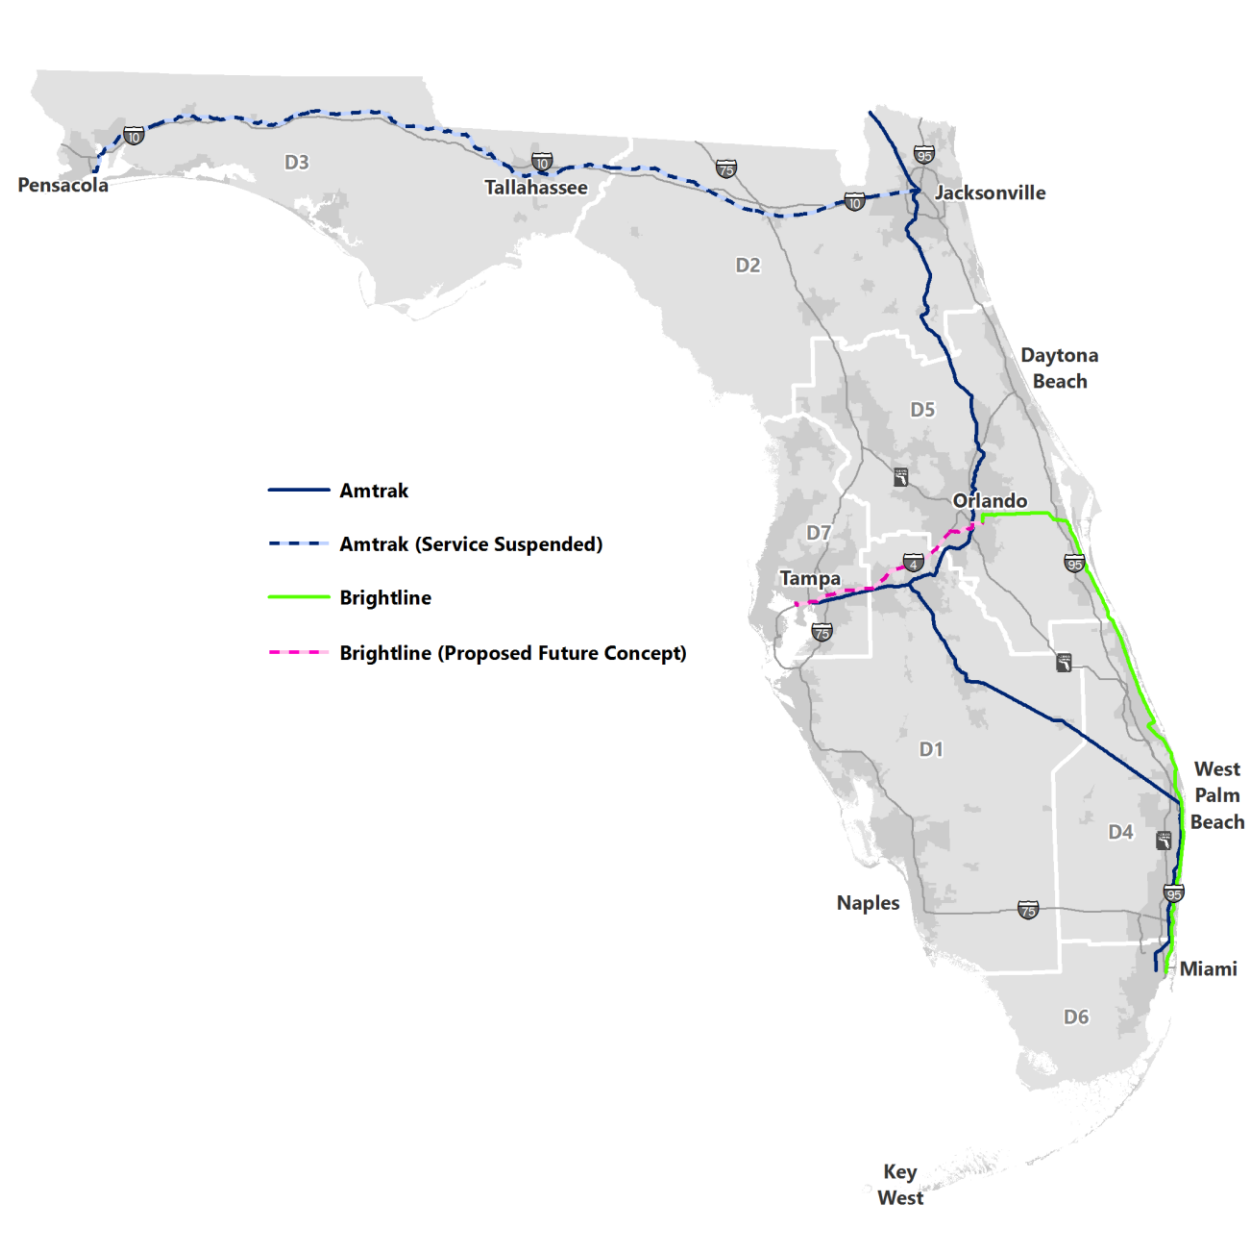 10
95
10
75
D3
Tallahassee
Pensacola
10
Jacksonville
D2
Daytona
Beach
D5
Amtrak
Orlando
D7
Amtrak (Service Suspended)
4
95
Tampa
Brightline
75
Brightline (Proposed Future Concept)
D1
West
Palm
Beach
D4
95
Naples
75
Miami
D6
Key
West